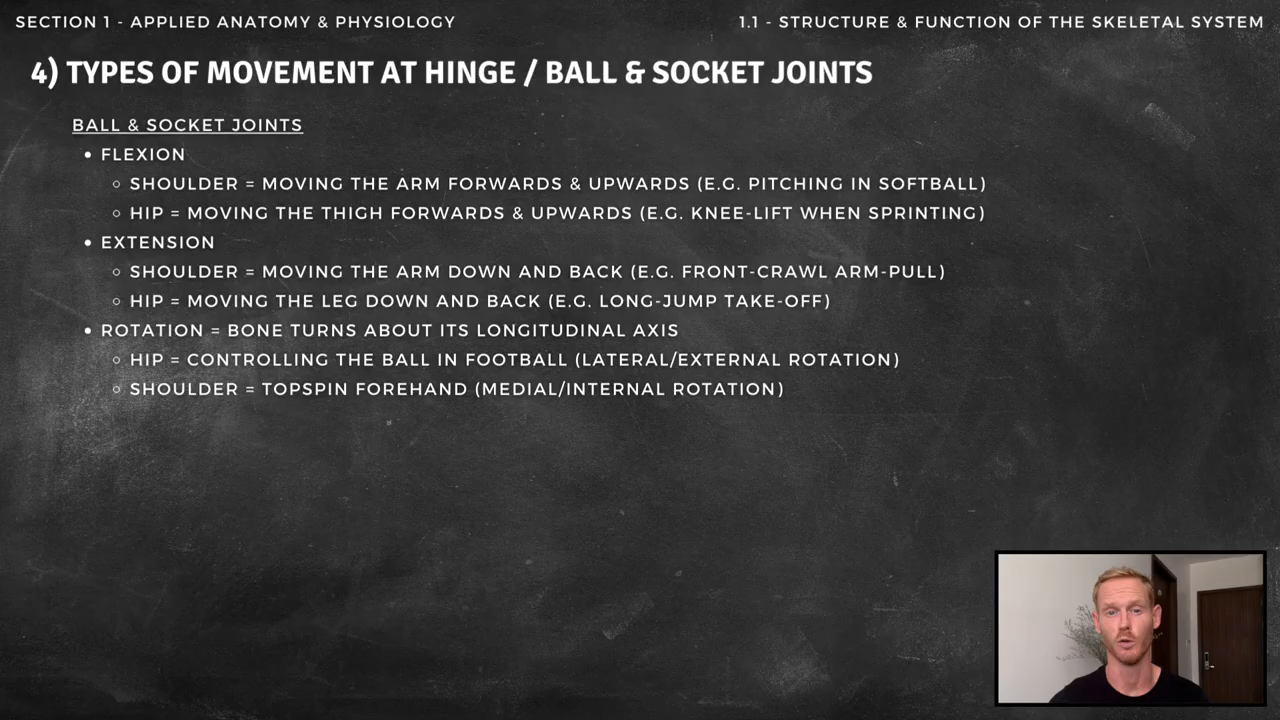 SECTION 1 - APPLIED ANATOMY & PHYSIOLOGY
1.1 - STRUCTURE & FUNCTION OF THE SKELETAL SYSTEM
4) TYPES OF MOVEMENT AT HINGE / BALL & SOCKET JOINTS
BALL & SOCKET JOINTS
• FLEXION
○ SHOULDER = MOVING THE ARM FORWARDS & UPWARDS (E.G. PITCHING IN SOFTBALL)
○ HIP = MOVING THE THIGH FORWARDS & UPWARDS (E.G. KNEE-LIFT WHEN SPRINTING)
• EXTENSION
○ SHOULDER = MOVING THE ARM DOWN AND BACK (E.G. FRONT-CRAWL ARM-PULL)
○ HIP = MOVING THE LEG DOWN AND BACK (E.G. LONG-JUMP TAKE-OFF)
• ROTATION = BONE TURNS ABOUT ITS LONGITUDINAL AXIS
○ HIP = CONTROLLING THE BALL IN FOOTBALL (LATERAL/EXTERNAL ROTATION)
○ SHOULDER = TOPSPIN FOREHAND (MEDIAL/INTERNAL ROTATION)